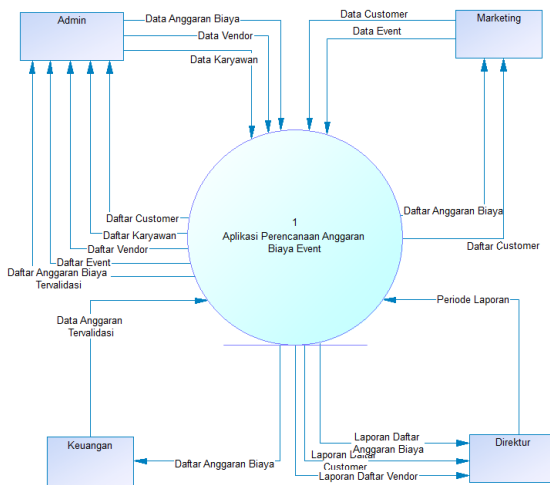 Admin
Data Anggaran Biaya
Data Vendor
Data Karyawan
Data Customer
Data Event
Marketing
1
Aplikasi Perencanaan Anggaran
Biaya Event
Daftar Customer
Daftar Karyawan
Daftar Vendor
Daftar Event
Daftar Anggaran Biaya
Tervalidasi
Daftar Anggaran Biaya
Daftar Customer
Data Anggaran
Tervalidasi
Periode Laporan
Keuangan
Daftar Anggaran Biaya
Laporan Daftar
Anggaran Biaya
Laporan Daftar
Customer
Laporan Daftar Vendor
Direktur